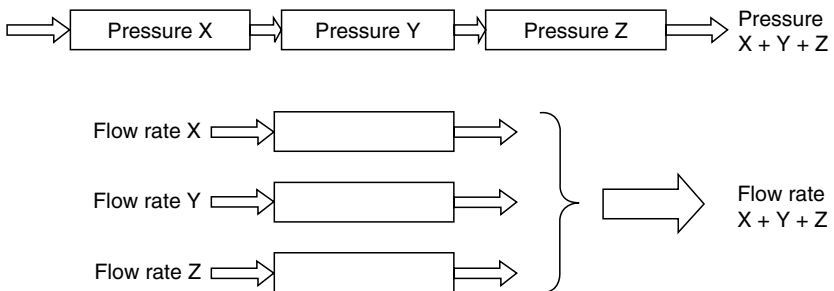 Pressure X
Pressure Y
Pressure Z
Pressure
X + Y + Z
Flow rate X
Flow rate Y
Flow rate Z
Flow rate
X + Y + Z